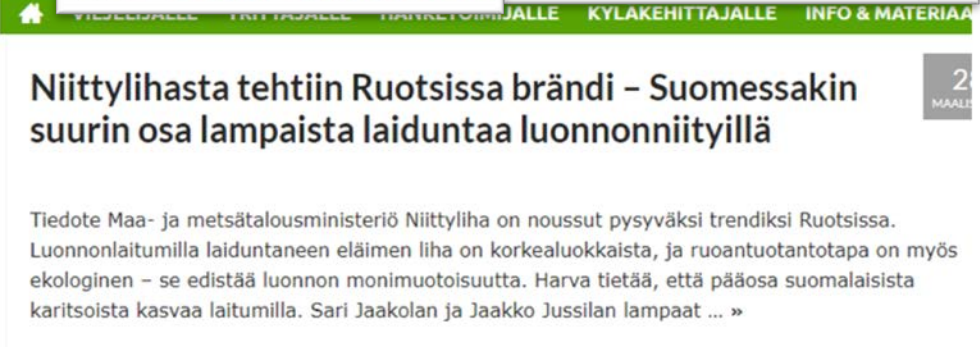 KYLÄKEHITTÄJÄLLE INFO &
Niittylihasta tehtiin Ruotsissa brändi – Suomessakin
suurin osa lampaista laiduntaa luonnonniityillä
Tiedote Maa- ja metsätalousministeriö Niittyliha on noussut pysyväksi trendiksi Ruotsissa.
Luonnonlaitumilla laiduntaneen eläimen liha on korkealuokkaista, ja ruoantuotantotapa on myös
ekologinen – se edistää luonnon monimuotoisuutta. Harva tietää, että pääosa suomalaisista
karitsoista kasvaa laitumilla. Sari Jaakolan ja Jaakko Jussilan lampaat ... »